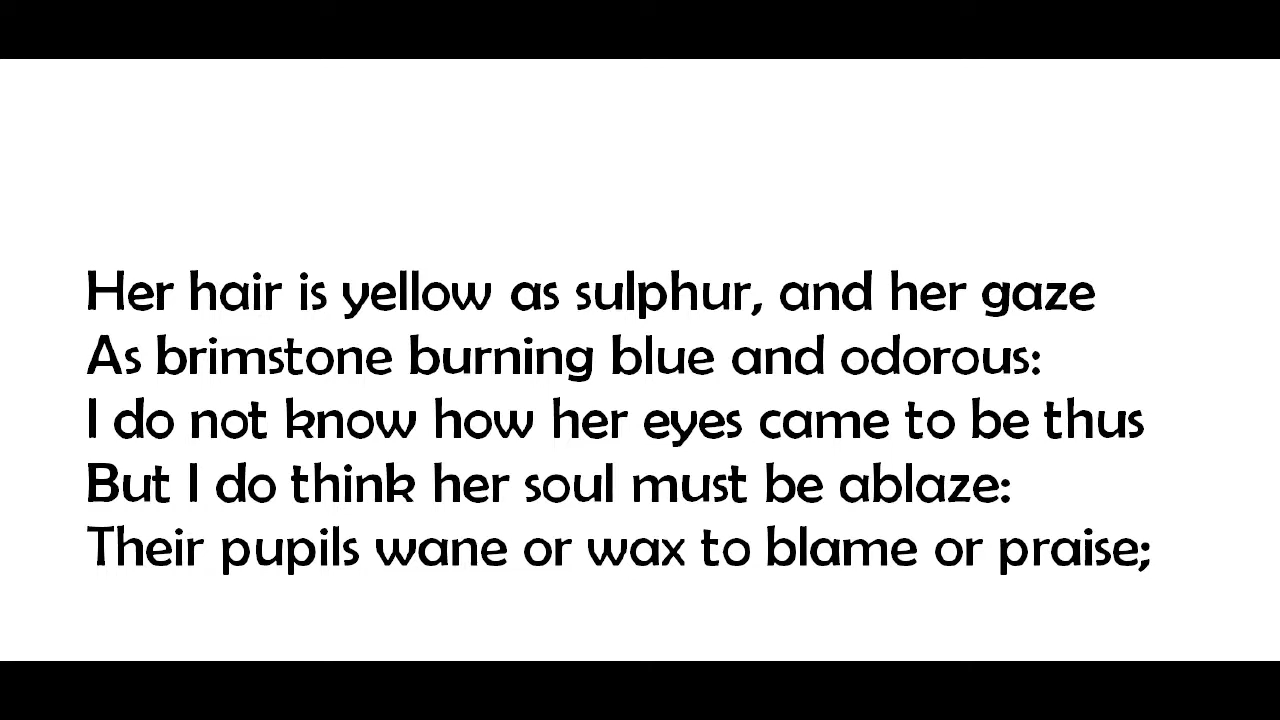 Her hair is yellow as sulphur, and her gaze
As brimstone burning blue and odorous:
I do not know how her eyes came to be thus
But I do think her soul must be ablaze:
Their pupils wane or wax to blame or praise;